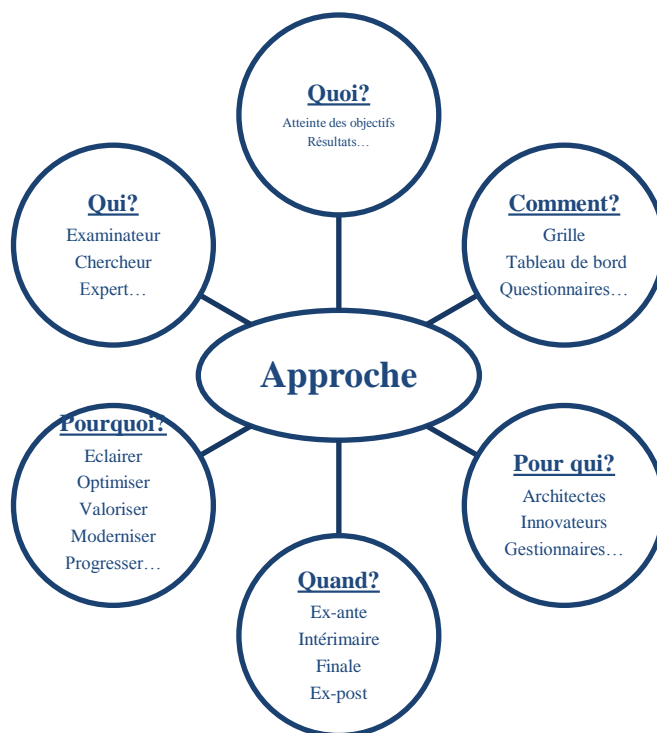 Quoi?
Atteinte des objectifs
Résultats…
Qui?
Examinateur
Chercheur
Expert…
Comment?
Grille
Tableau de bord
Questionnaires…
Approche
Pourquoi?
Eclairer
Optimiser
Valoriser
Moderniser
Progresser…
Pour qui?
Architectes
Innovateurs
Gestionnaires…
Quand?
Ex-ante
Intérimaire
Finale
Ex-post